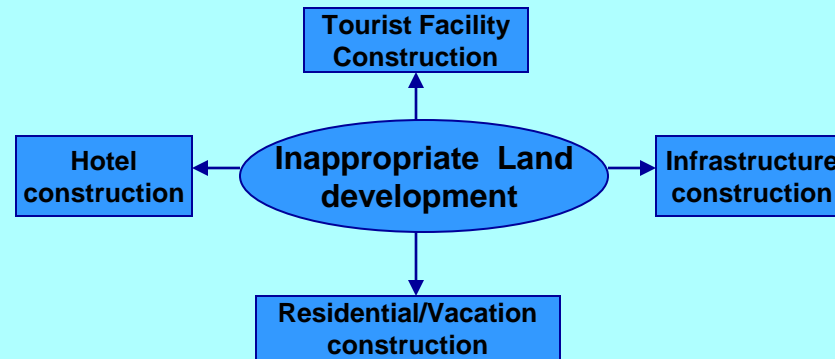 Tourist Facility
Construction
Hotel
construction
Inappropriate Land
development
Infrastructure
construction
Residential/Vacation
construction